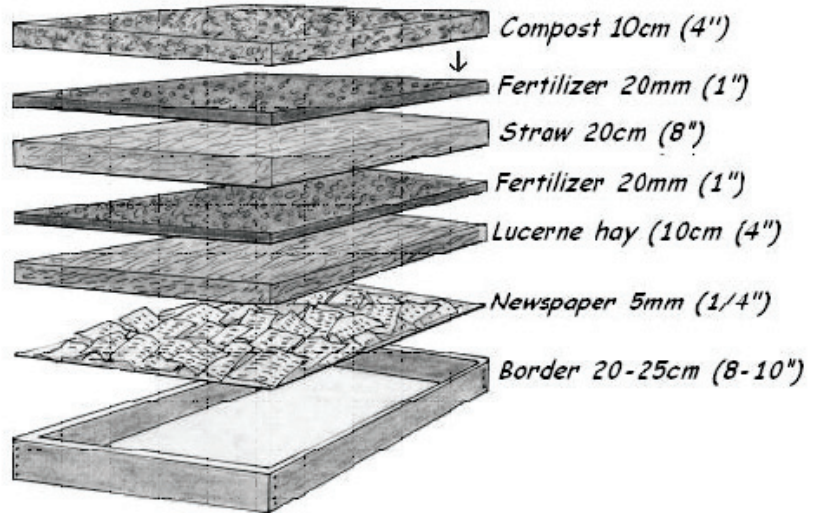 Compost 10cm (4")
Fertilizer 20mm (1")
Straw 20cm (8")
Fertilizer 20mm (1")
Lucerne hay (10cm (4")
Newspaper 5mm (1/4")
Border 20-25cm (8-10")